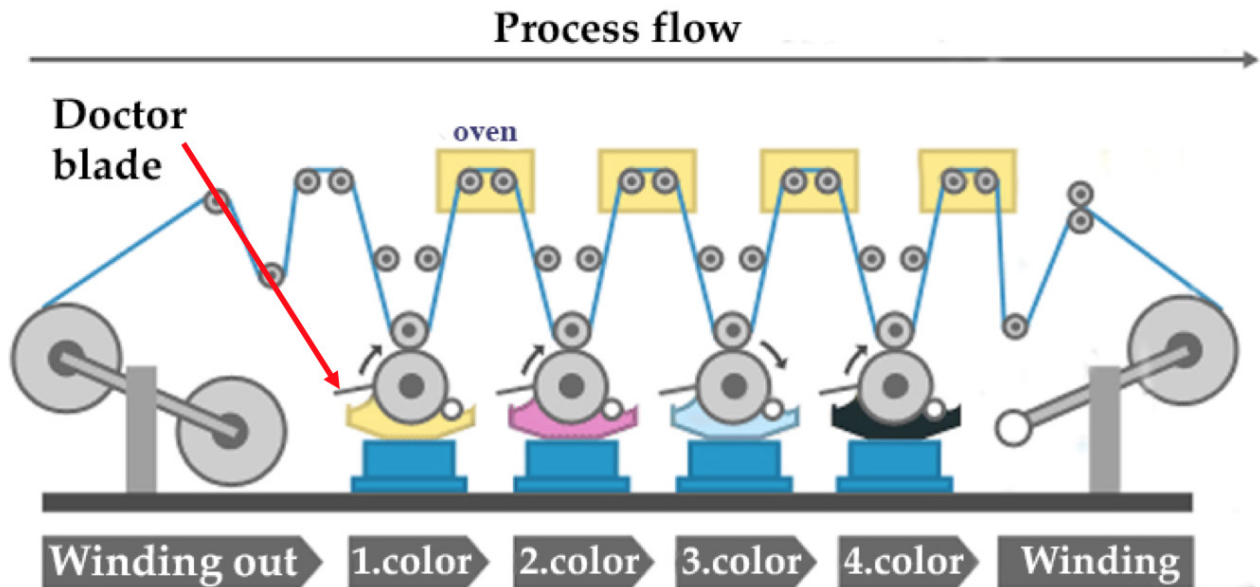 Process flow
Doctor
blade
oven
Winding out
1.color
2.color
3.color
4.color
Winding